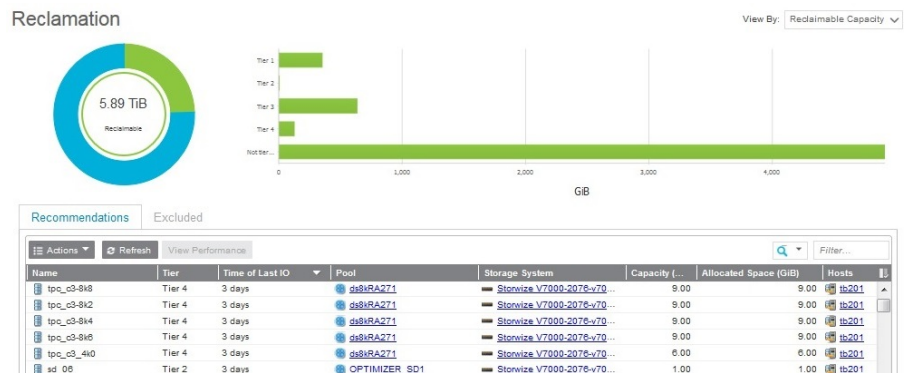 Reclamation
View By: Reclaimable Capacity
5.89 TiB
Reclaimable
Tier 1
Tier 2
Tier 3
Tier 4
Not tier...
0 1,000 2,000 3,000 4,000
GiB
Recommendations Excluded
Actions Refresh View Performance Filter...
Name Tier Time of Last IO Pool Storage System Capacity (... Allocated Space (GiB) Hosts
tpc_c3-8k8 Tier 4 3 days ds8kRA271 Storwize V7000-2076-v70... 9.00 9.00 tb201
tpc_c3-8k2 Tier 4 3 days ds8kRA271 Storwize V7000-2076-v70... 9.00 9.00 tb201
tpc_c3-8k4 Tier 4 3 days ds8kRA271 Storwize V7000-2076-v70... 9.00 9.00 tb201
tpc_c3-8k6 Tier 4 3 days ds8kRA271 Storwize V7000-2076-v70... 9.00 9.00 tb201
tpc_c3_4k0 Tier 4 3 days ds8kRA271 Storwize V7000-2076-v70... 6.00 6.00 tb201
sd_06 Tier 2 3 days OPTIMIZER_SD1 Storwize V7000-2076-v70... 1.00 1.00 tb201